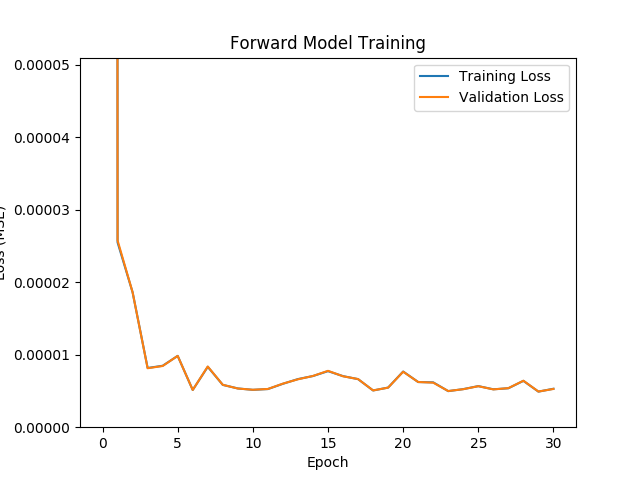 Forward Model Training
Training Loss
Validation Loss
0.00005
0.00004
0.00003
0.00002
0.00001
0.00000
Loss (MSE)
0 5 10 15 20 25 30
Epoch